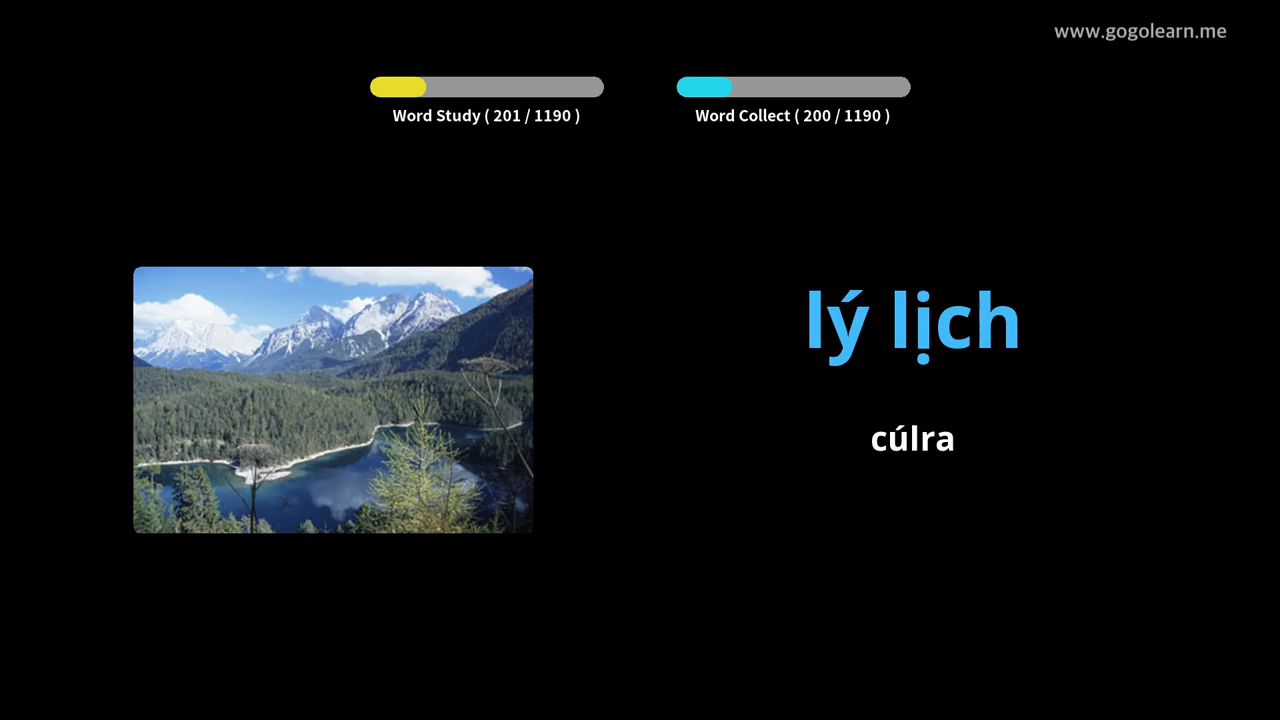 www.gogolearn.me
Word Study ( 201 / 1190 )
Word Collect ( 200 / 1190 )
lý lịch
cúlra